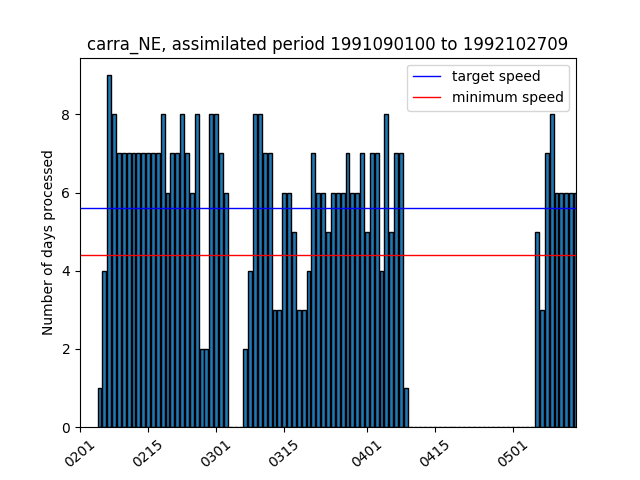 carra_NE, assimilated period 1991090100 to 1992102709
target speed
minimum speed
Number of days processed
8
6
4
2
0
0201 0215 0301 0315 0401 0415 0501